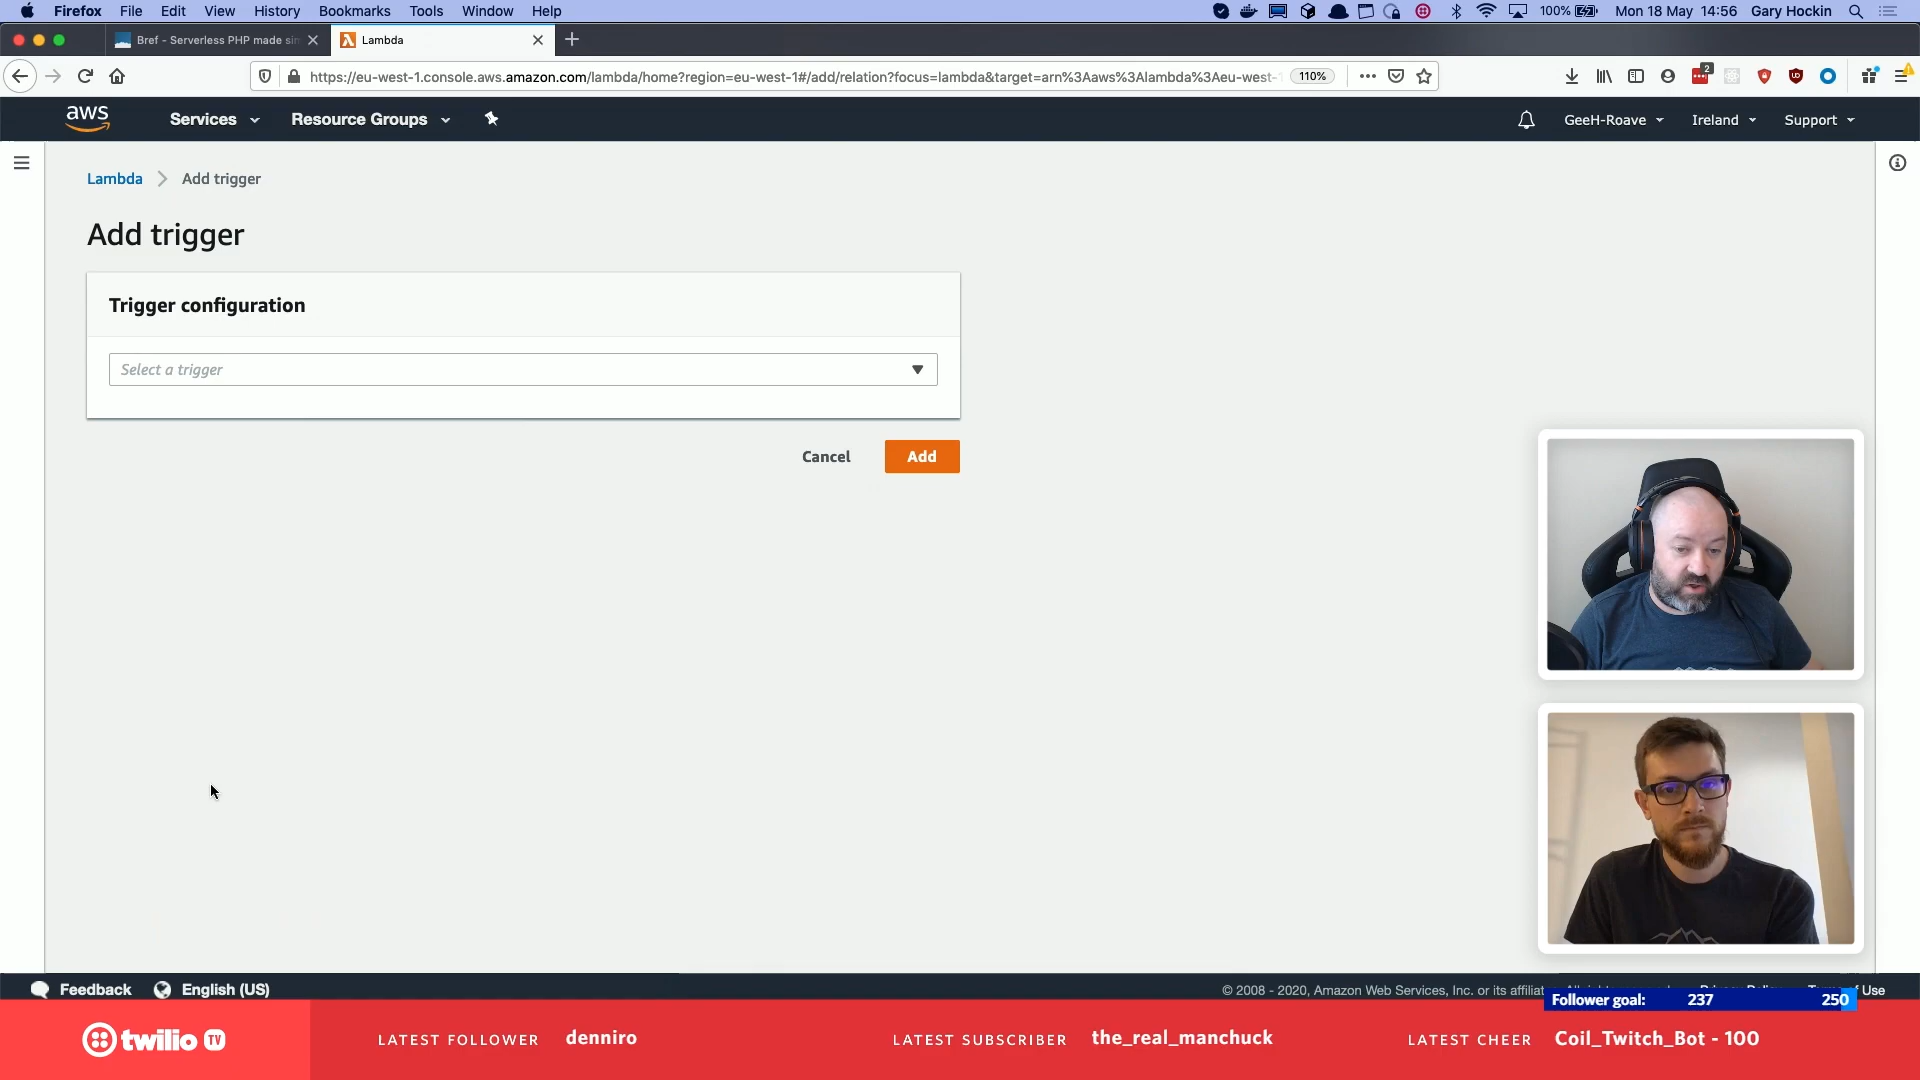 Firefox File Edit View History Bookmarks Tools Window Help 100% Mon 18 May 14:56 Gary Hockin
Bref - Serverless PHP made sim
Lambda
https://eu-west-1.console.aws.amazon.com/lambda/home?region=eu-west-1#/add/relation?focus=lambda&target=arn%3Aaws%3Alambda%3Aeu-west-1 110% 2
aws Services Resource Groups GeeH-Roave Ireland Support
Lambda Add trigger
Add trigger
Trigger configuration
Select a trigger
Cancel Add
Feedback English (US) © 2008 - 2020, Amazon Web Services, Inc. or its affiliat Use
Follower goal: 237 250
twilio TV LATEST FOLLOWER denniro LATEST SUBSCRIBER the_real_manchuck LATEST CHEER Coil_Twitch_Bot - 100